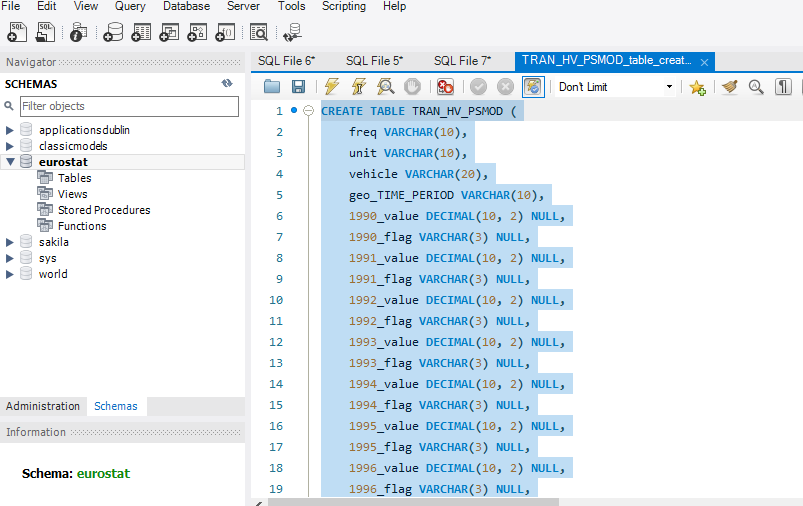 File Edit View Query Database Server Tools Scripting Help
SQL SQL SQL
Navigator
SCHEMAS
Filter objects
applicationsdublin
classicmodels
eurostat
Tables
Views
Stored Procedures
Functions
sakila
sys
world
Administration Schemas
Information
Schema: eurostat
SQL File 6* SQL File 5* SQL File 7* TRAN_HV_PSMOD_table_creat...
Don't Limit
1 CREATE TABLE TRAN_HV_PSMOD (
2 freq VARCHAR(10),
3 unit VARCHAR(10),
4 vehicle VARCHAR(20),
5 geo_TIME_PERIOD VARCHAR(10),
6 1990_value DECIMAL(10, 2) NULL,
7 1990_flag VARCHAR(3) NULL,
8 1991_value DECIMAL(10, 2) NULL,
9 1991_flag VARCHAR(3) NULL,
10 1992_value DECIMAL(10, 2) NULL,
11 1992_flag VARCHAR(3) NULL,
12 1993_value DECIMAL(10, 2) NULL,
13 1993_flag VARCHAR(3) NULL,
14 1994_value DECIMAL(10, 2) NULL,
15 1994_flag VARCHAR(3) NULL,
16 1995_value DECIMAL(10, 2) NULL,
17 1995_flag VARCHAR(3) NULL,
18 1996_value DECIMAL(10, 2) NULL,
19 1996_flag VARCHAR(3) NULL,